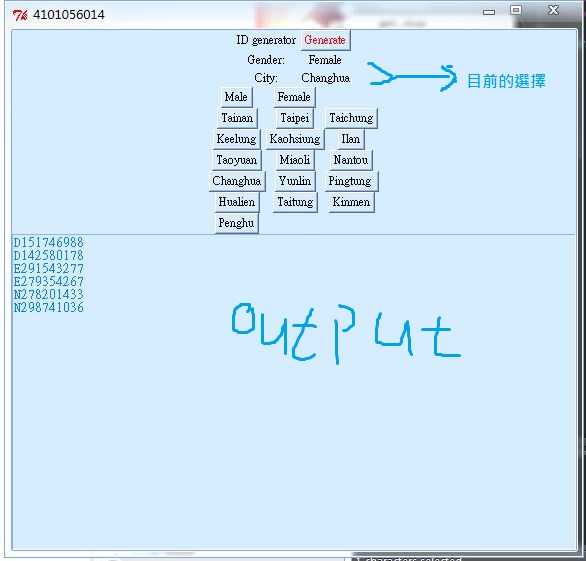 4101056014
ID generator Generate
Gender: Female
City: Changhua
目前的選擇
Male Female
Tainan Taipei Taichung
Keelung Kaohsiung Ilan
Taoyuan Miaoli Nantou
Changhua Yunlin Pingtung
Hualien Taitung Kinmen
Penghu
D151746988
D142580178
E291543277
E279354267
N278201433
N298741036
output
characters selected